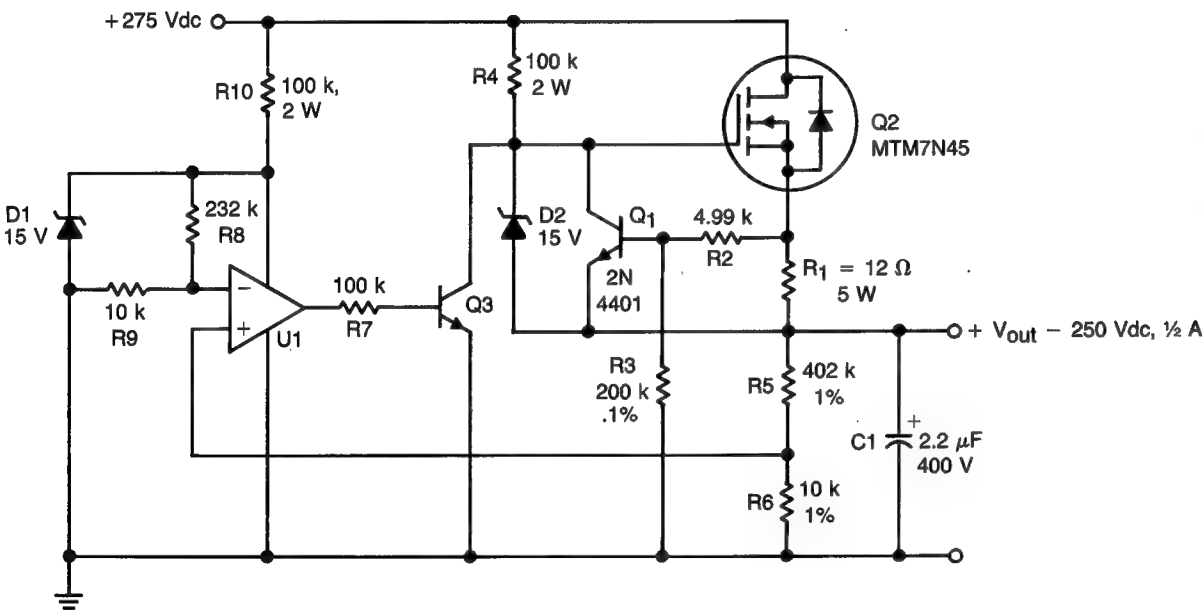 +275 Vdc
R10
100 k,
2 W
R4
100 k
2 W
Q2
MTM7N45
D1
15 V
232 k
R8
D2
15 V
Q1
4.99 k
R2
2N
4401
R1 = 12 Ω
5 W
10 k
R9
−
+
U1
100 k
R7
Q3
+ Vout − 250 Vdc, ½ A
R3
200 k
.1%
R5
402 k
1%
C1
+
2.2 µF
400 V
R6
10 k
1%